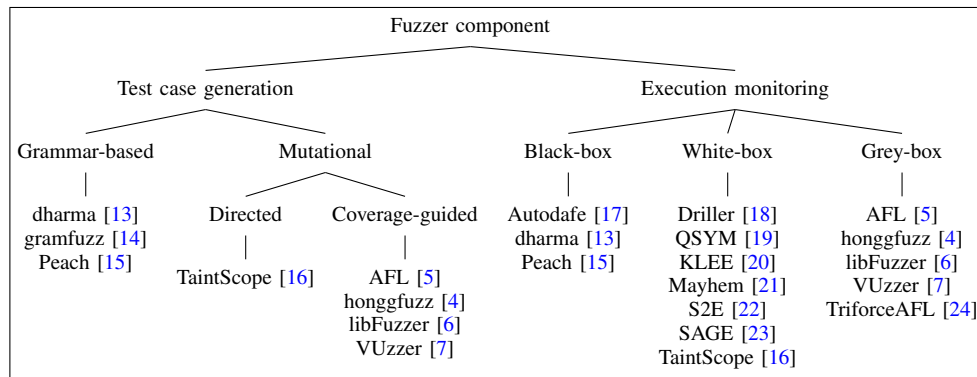 Fuzzer component
Test case generation
Execution monitoring
Grammar-based
Mutational
Black-box
White-box
Grey-box
dharma [13]
gramfuzz [14]
Peach [15]
Directed
Coverage-guided
TaintScope [16]
AFL [5]
honggfuzz [4]
libFuzzer [6]
VUzzer [7]
Autodafe [17]
dharma [13]
Peach [15]
Driller [18]
QSYM [19]
KLEE [20]
Mayhem [21]
S2E [22]
SAGE [23]
TaintScope [16]
AFL [5]
honggfuzz [4]
libFuzzer [6]
VUzzer [7]
TriforceAFL [24]